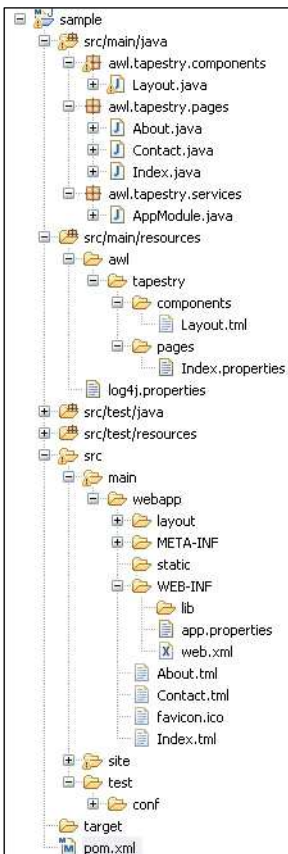 sample
src/main/java
awl.tapestry.components
Layout.java
awl.tapestry.pages
About.java
Contact.java
Index.java
awl.tapestry.services
AppModule.java
src/main/resources
awl
tapestry
components
Layout.tml
pages
Index.properties
log4j.properties
src/test/java
src/test/resources
src
main
webapp
layout
META-INF
static
WEB-INF
lib
app.properties
web.xml
About.tml
Contact.tml
favicon.ico
Index.tml
site
test
conf
target
pom.xml